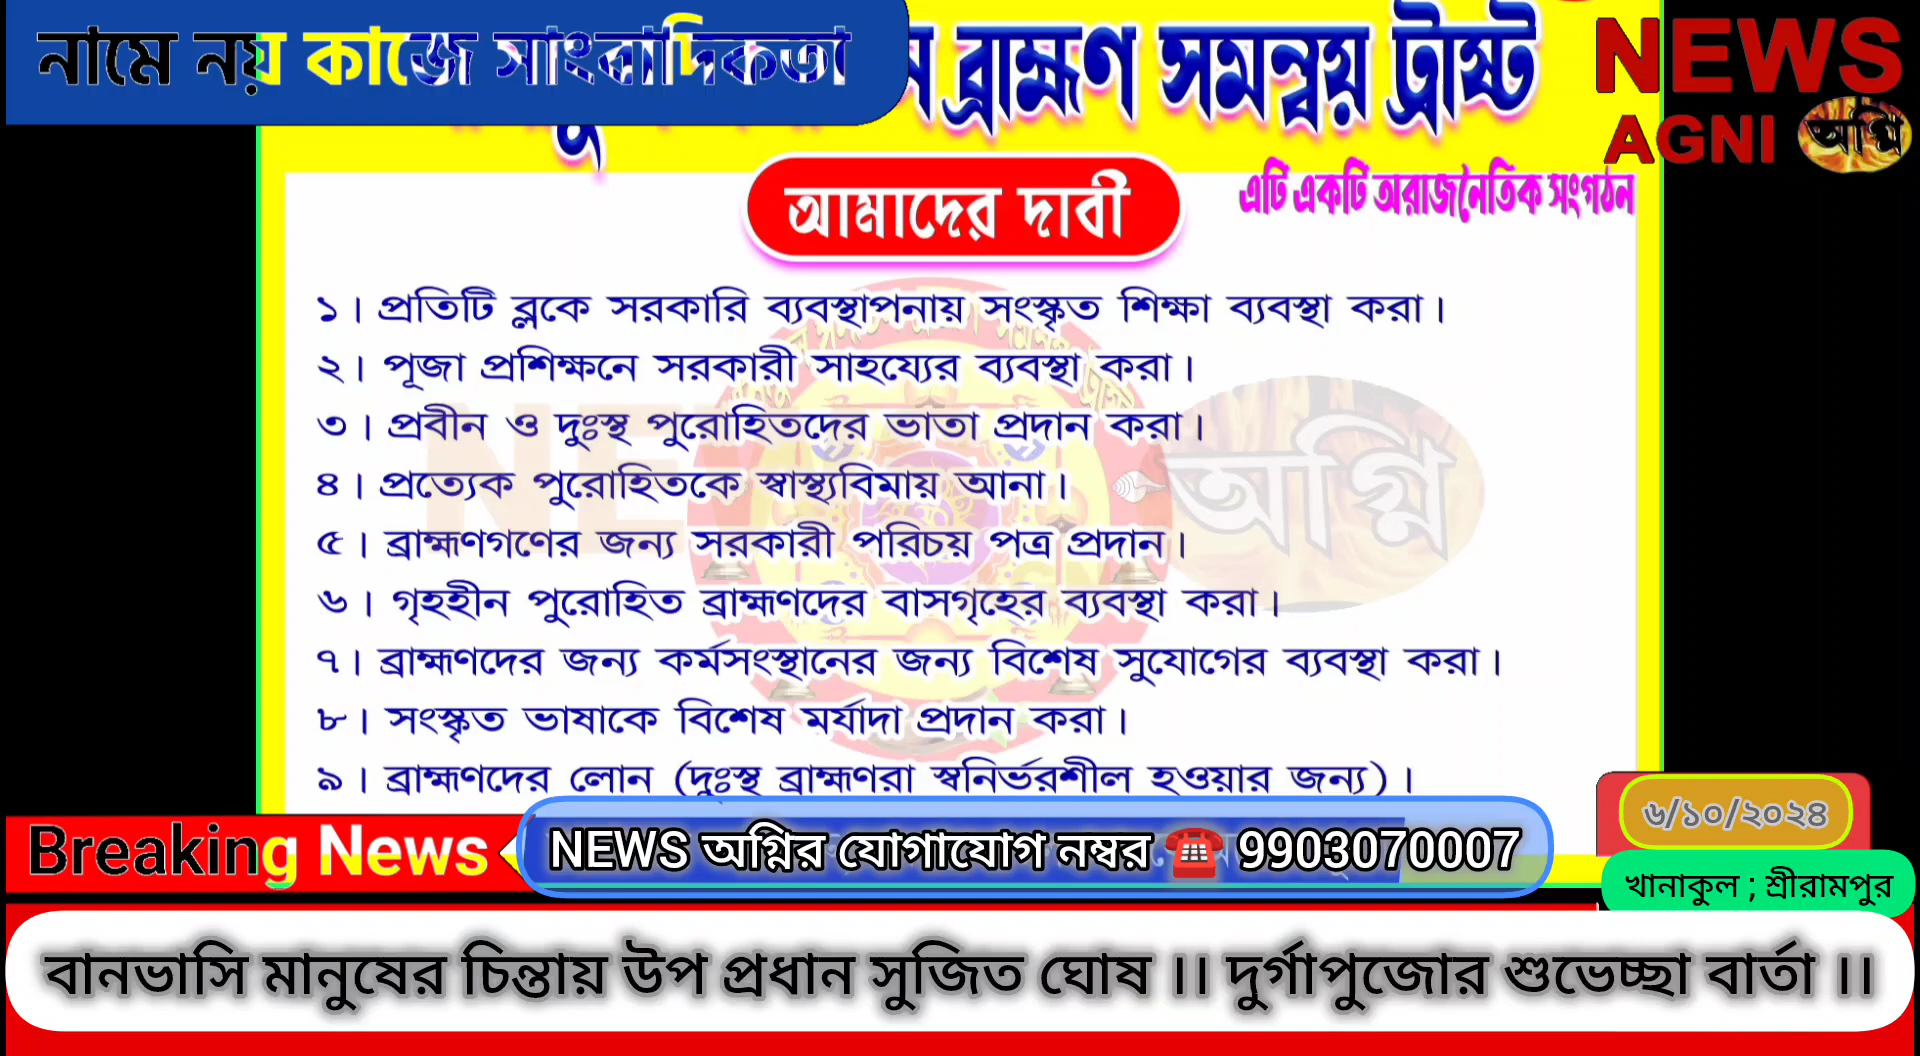 নামে নয় কাজে সাংবাদিকতা
ব্রাহ্মণ সমন্বয় ট্রাষ্ট
NEWS
AGNI অগ্নি
আমাদের দাবী
এটি একটি অরাজনৈতিক সংগঠন
১। প্রতিটি ব্লকে সরকারি ব্যবস্থাপনায় সংস্কৃত শিক্ষা ব্যবস্থা করা।
২। পূজা প্রশিক্ষনে সরকারী সাহয্যের ব্যবস্থা করা।
৩। প্রবীন ও দুঃস্থ পুরোহিতদের ভাতা প্রদান করা।
৪। প্রত্যেক পুরোহিতকে স্বাস্থ্যবিমায় আনা।
৫। ব্রাহ্মণগণের জন্য সরকারী পরিচয় পত্র প্রদান।
৬। গৃহহীন পুরোহিত ব্রাহ্মণদের বাসগৃহের ব্যবস্থা করা।
৭। ব্রাহ্মণদের জন্য কর্মসংস্থানের জন্য বিশেষ সুযোগের ব্যবস্থা করা।
৮। সংস্কৃত ভাষাকে বিশেষ মর্যাদা প্রদান করা।
৯। ব্রাহ্মণদের লোন (দুঃস্থ ব্রাহ্মণরা স্বনির্ভরশীল হওয়ার জন্য)।
NEWS অগ্নি
AGNI
৬/১০/২০২৪
Breaking News
NEWS অগ্নির যোগাযোগ নম্বর ☎️ 9903070007
খানাকুল ; শ্রীরামপুর
বানভাসি মানুষের চিন্তায় উপ প্রধান সুজিত ঘোষ ।। দুর্গাপুজোর শুভেচ্ছা বার্তা ।।